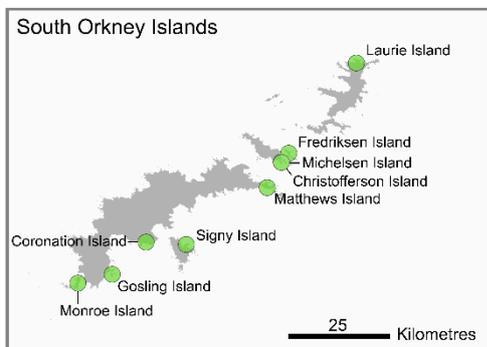 South Orkney Islands
Laurie Island
Fredriksen Island
Michelsen Island
Christofferson Island
Matthews Island
Signy Island
Coronation Island
Gosling Island
Monroe Island
25
Kilometres